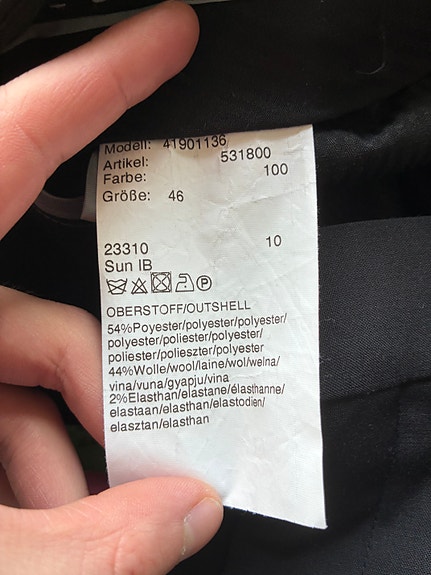 Modell: 41901136
Artikel: 531800
Farbe: 100
Größe: 46
23310 10
Sun IB
P
OBERSTOFF/OUTSHELL
54%Poyester/polyester/polyester/
polyester/poliester/polyester/
poliester/polieszter/polyester
44%Wolle/wool/laine/wol/welna/
vina/vuna/gyapju/vina
2%Elasthan/elastane/élasthanne/
elastaan/elasthan/elastodien/
elasztan/elasthan